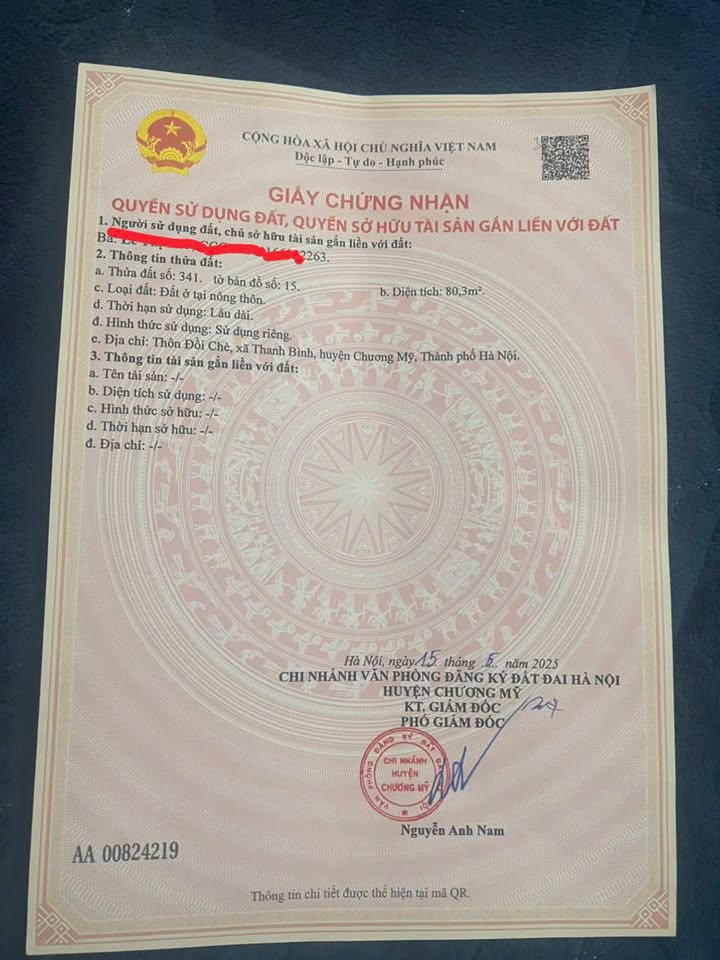 CỘNG HÒA XÃ HỘI CHỦ NGHĨA VIỆT NAM
Độc lập - Tự do - Hạnh phúc
GIẤY CHỨNG NHẬN
QUYỀN SỬ DỤNG ĐẤT, QUYỀN SỞ HỮU TÀI SẢN GẮN LIỀN VỚI ĐẤT
1. Người sử dụng đất, chủ sở hữu tài sản gắn liền với đất:
Bà: 2263.
2. Thông tin thửa đất:
a. Thửa đất số: 341. tờ bản đồ số: 15. b. Diện tích: 80,3m².
c. Loại đất: Đất ở tại nông thôn.
d. Thời hạn sử dụng: Lâu dài.
đ. Hình thức sử dụng: Sử dụng riêng.
e. Địa chỉ: Thôn Đồi Chè, xã Thanh Bình, huyện Chương Mỹ, Thành phố Hà Nội.
3. Thông tin tài sản gắn liền với đất:
a. Tên tài sản: -/-
b. Diện tích sử dụng: -/-
c. Hình thức sở hữu: -/-
d. Thời hạn sở hữu: -/-
đ. Địa chỉ: -/-
Hà Nội, ngày 15 tháng 5 năm 2025
CHI NHÁNH VĂN PHÒNG ĐĂNG KÝ ĐẤT ĐAI HÀ NỘI
HUYỆN CHƯƠNG MỸ
KT. GIÁM ĐỐC
PHÓ GIÁM ĐỐC
VĂN PHÒNG ĐĂNG KÝ ĐẤT
CHI NHÁNH
HUYỆN
CHƯƠNG MỸ
Nguyễn Anh Nam
AA 00824219
Thông tin chi tiết được thể hiện tại mã QR.